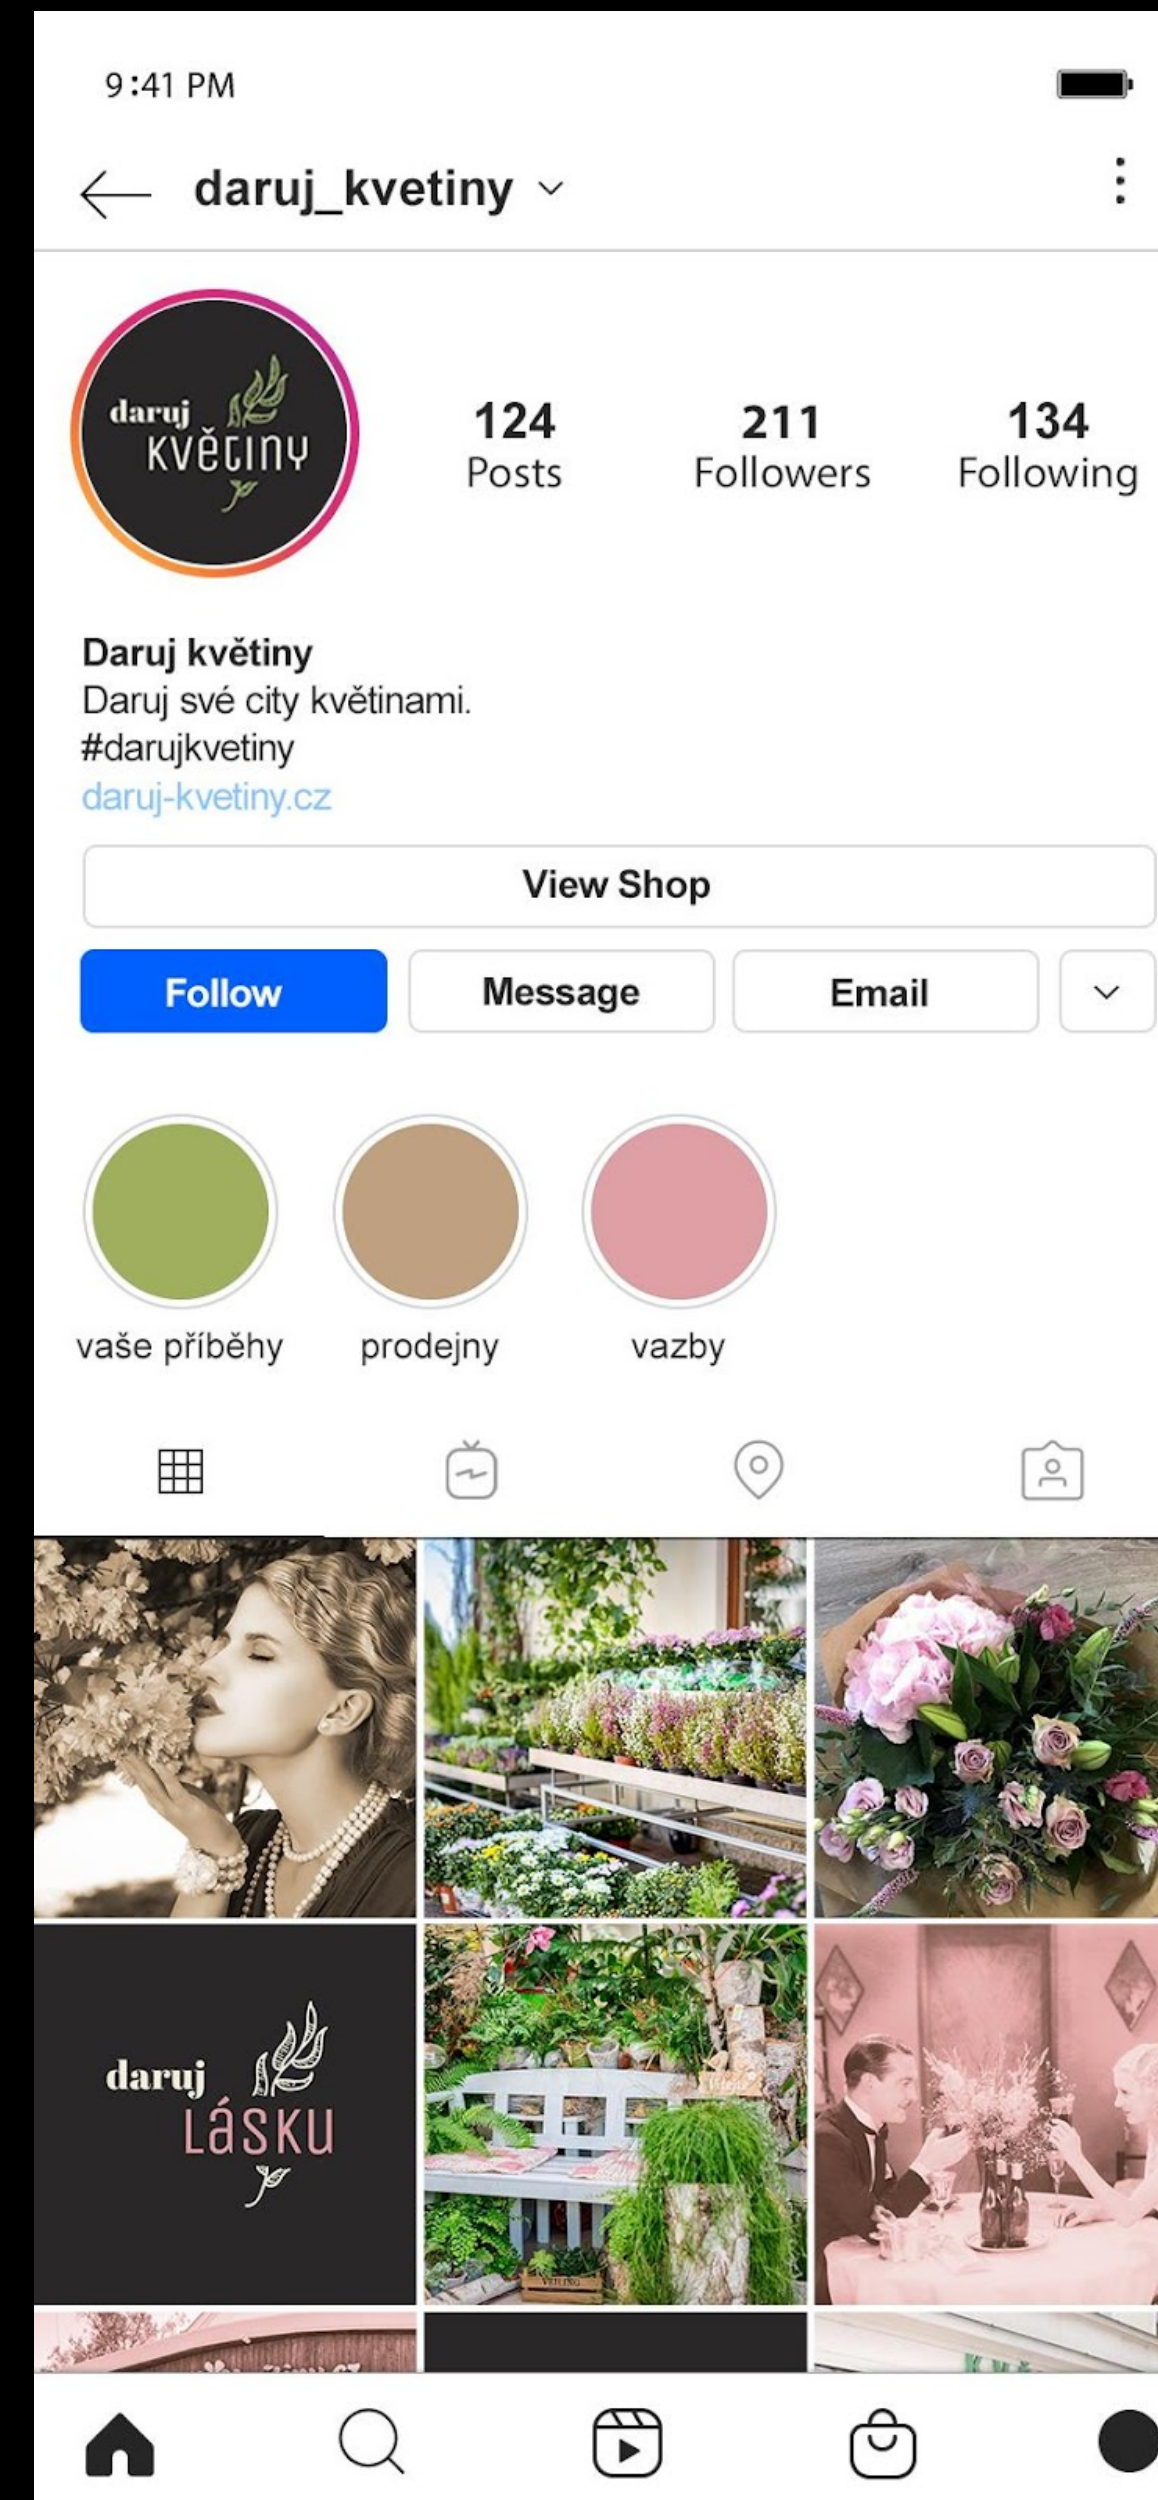 9:41 PM
daruj_kvetiny
daruj
květiny
124
Posts
211
Followers
134
Following
Daruj květiny
Daruj své city květinami.
#darujkvetiny
daruj-kvetiny.cz
View Shop
Follow
Message
Email
vaše příběhy
prodejny
vazby
daruj
Lásku